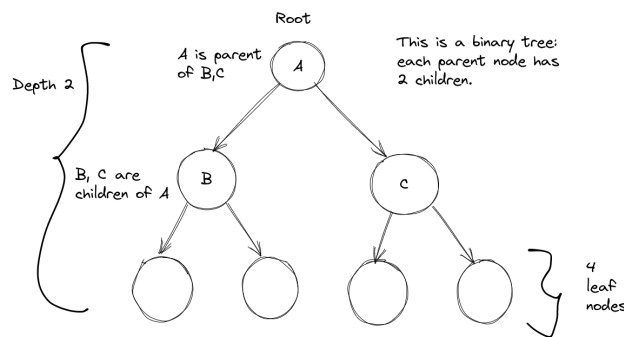 Root
A is parent
of B,C
A
This is a binary tree:
each parent node has
2 children.
Depth 2
B, C are
children of A
B
C
4
leaf
nodes